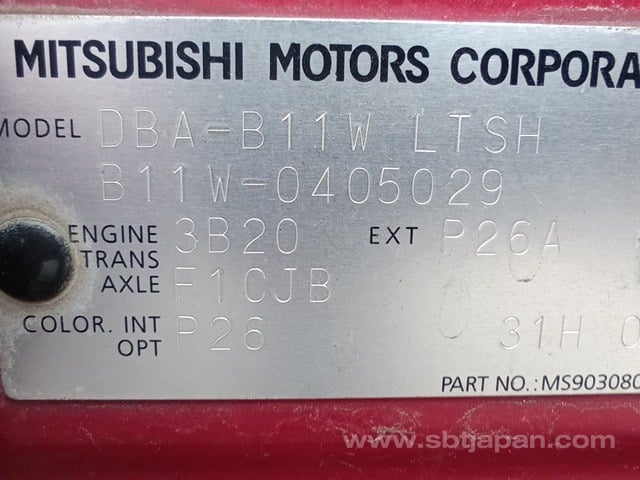 MITSUBISHI MOTORS CORPORA
MODEL DBA-B11W LTSH
B11W-0405029
ENGINE 3B20 EXT P26A
TRANS
AXLE F1CJB
COLOR. INT P26
OPT 31H 0
PART NO.:MS903080
www.sbtjapan.com